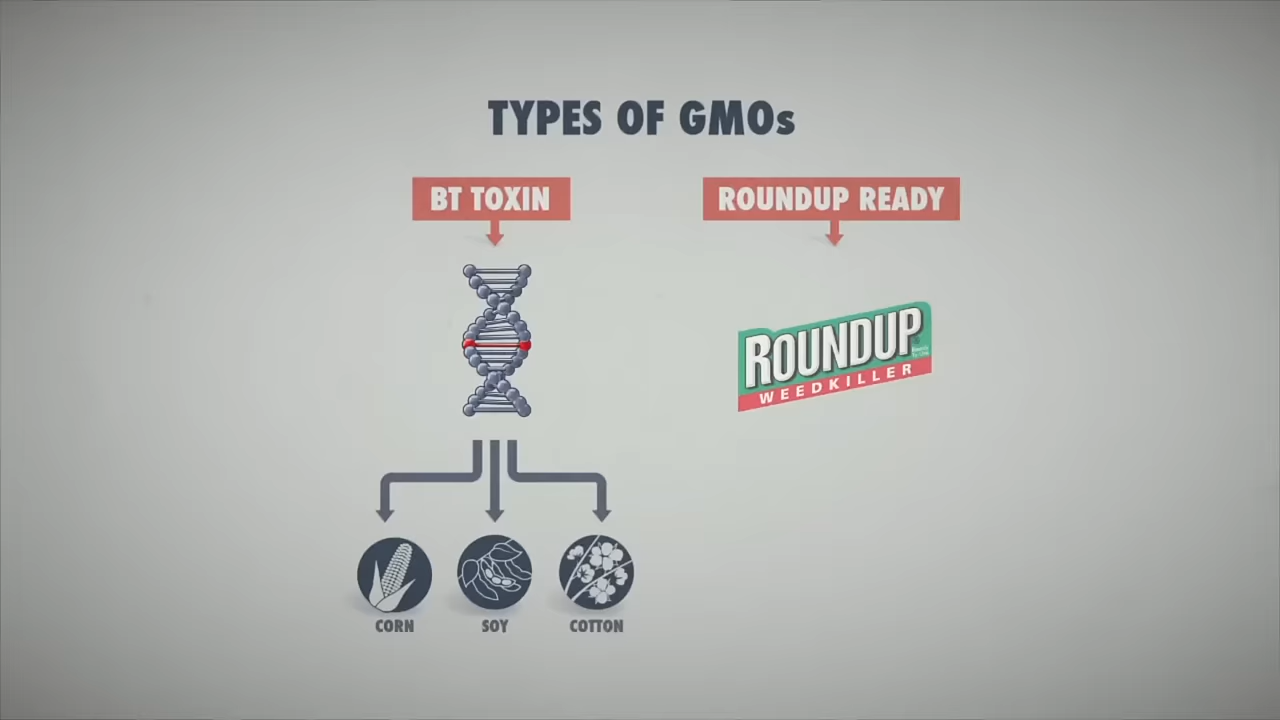 TYPES OF GMOs
BT TOXIN
ROUNDUP READY
ROUNDUP
WEEDKILLER
CORN
SOY
COTTON